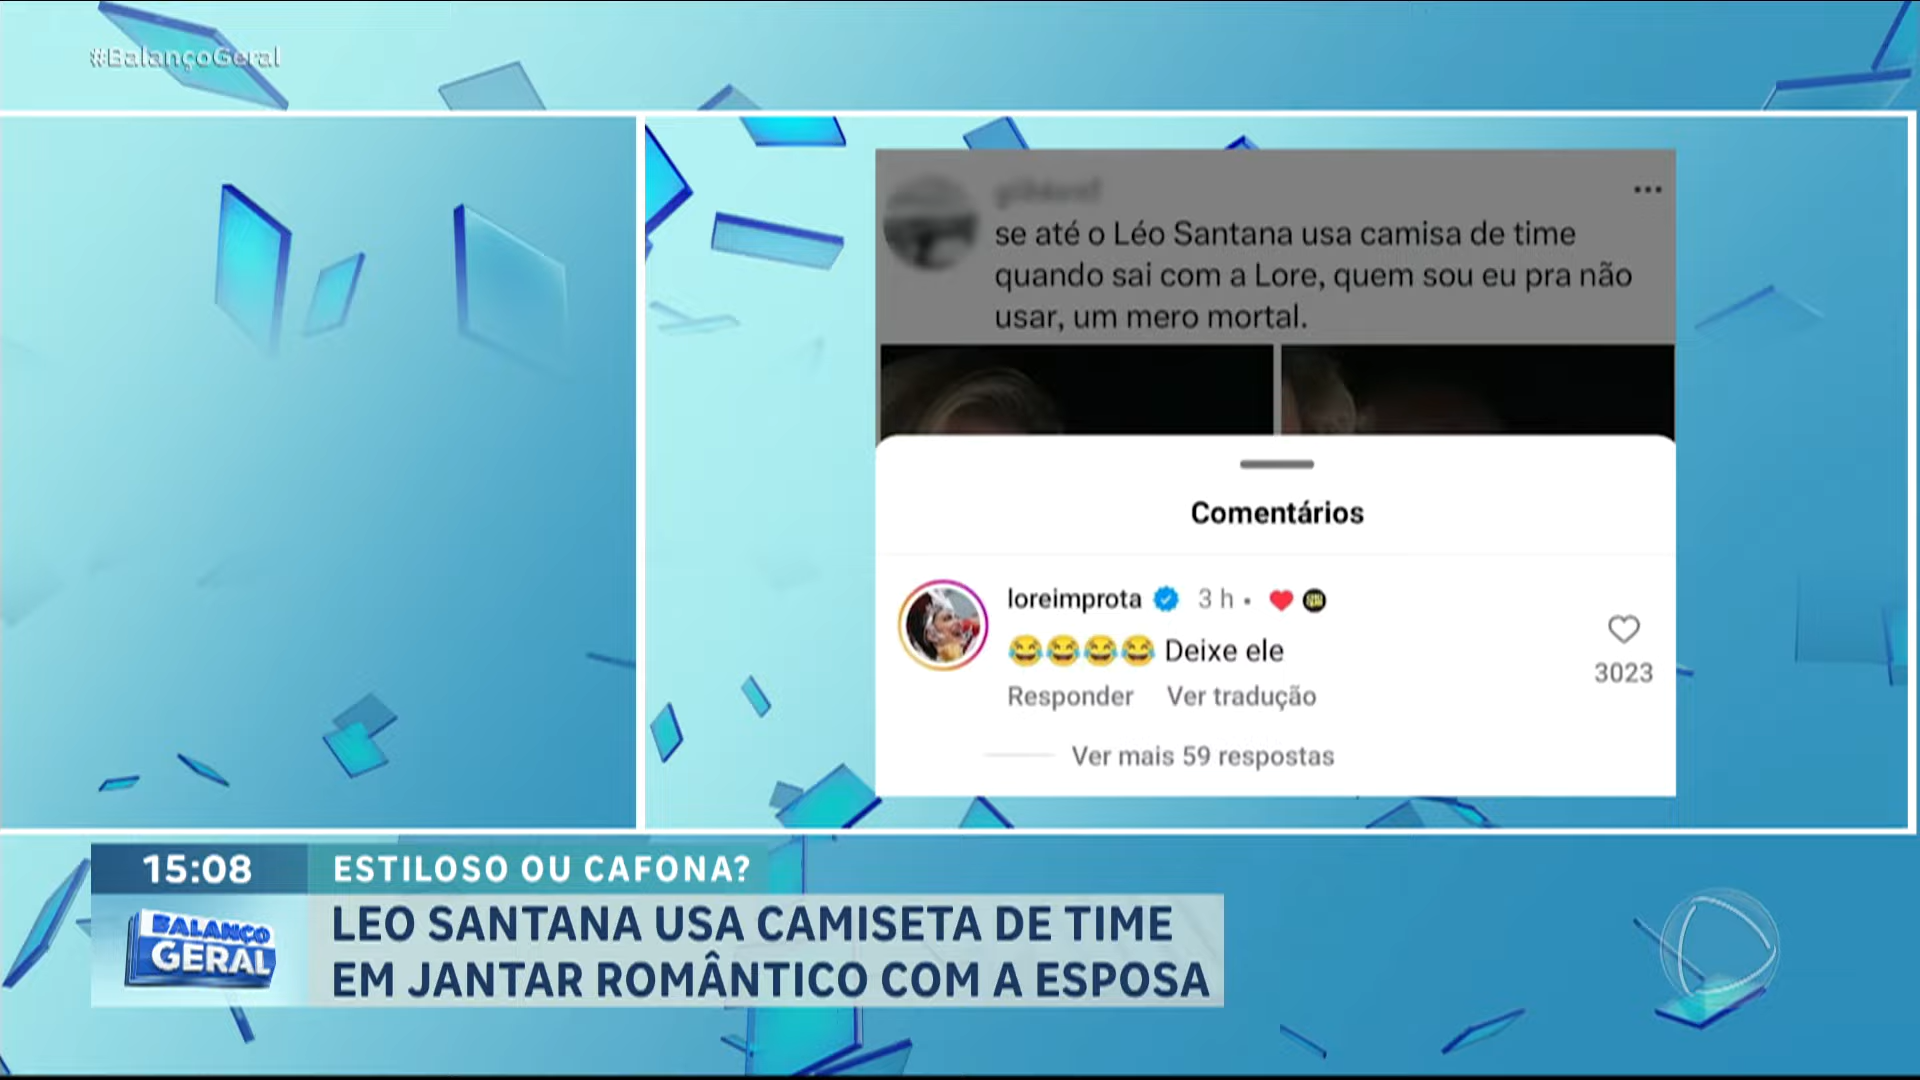 #BalançoGeral
se até o Léo Santana usa camisa de time
quando sai com a Lore, quem sou eu pra não
usar, um mero mortal.
Comentários
loreimprota 3 h •
😂😂😂😂 Deixe ele
3023
Responder Ver tradução
Ver mais 59 respostas
15:08
ESTILOSO OU CAFONA?
BALANÇO
GERAL
LEO SANTANA USA CAMISETA DE TIME
EM JANTAR ROMÂNTICO COM A ESPOSA